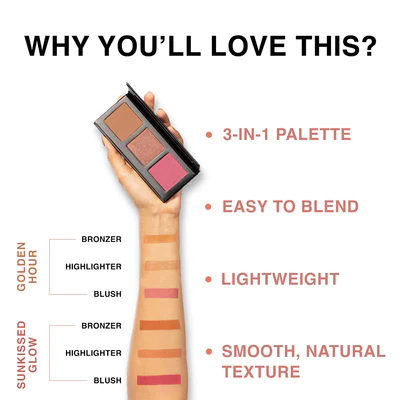 WHY YOU'LL LOVE THIS?
• 3-IN-1 PALETTE
• EASY TO BLEND
• LIGHTWEIGHT
• SMOOTH, NATURAL
TEXTURE
GOLDEN
HOUR
BRONZER
HIGHLIGHTER
BLUSH
SUNKISSED
GLOW
BRONZER
HIGHLIGHTER
BLUSH